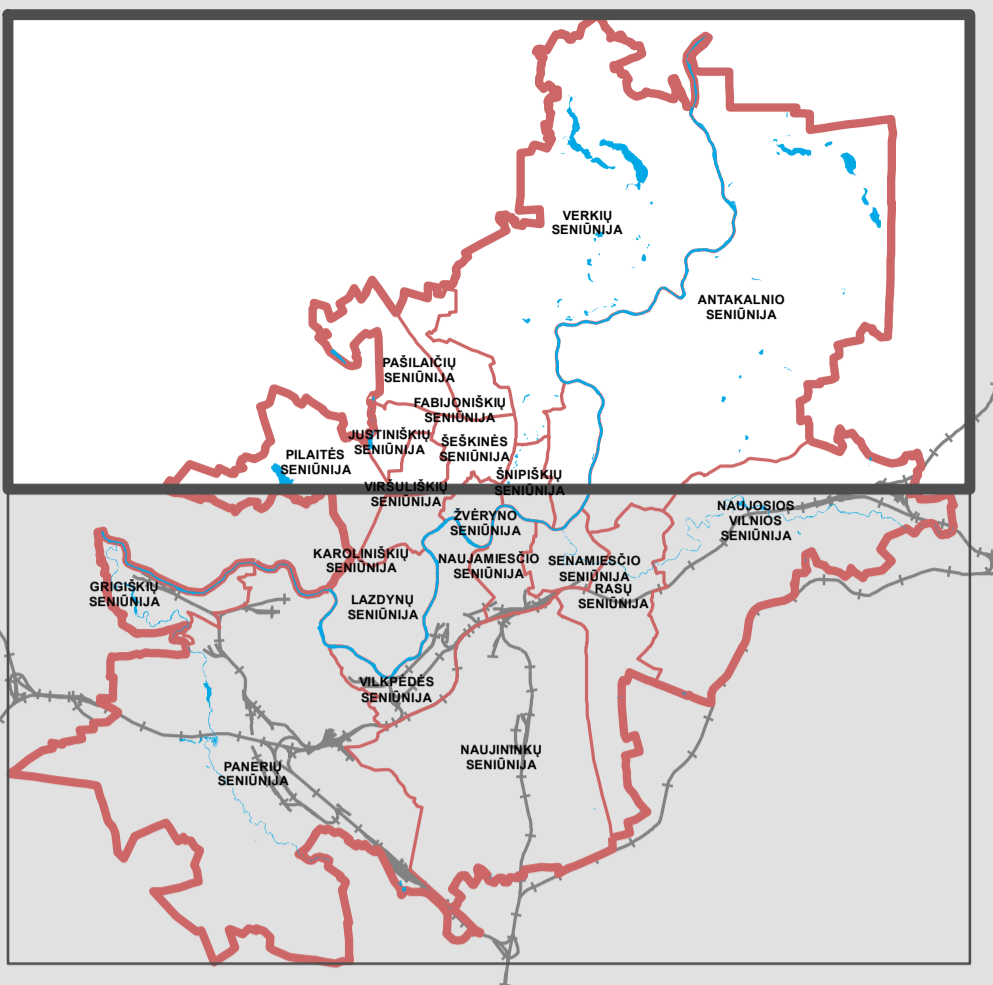 VERKIŲ
SENIŪNIJA
ANTAKALNIO
SENIŪNIJA
PAŠILAIČIŲ
SENIŪNIJA
FABIJONIŠKIŲ
SENIŪNIJA
JUSTINIŠKIŲ
SENIŪNIJA
ŠEŠKINĖS
SENIŪNIJA
PILAITĖS
SENIŪNIJA
ŠNIPIŠKIŲ
SENIŪNIJA
VIRŠULIŠKIŲ
SENIŪNIJA
NAUJOSIOS
VILNIOS
SENIŪNIJA
ŽVĖRYNO
SENIŪNIJA
KAROLINIŠKIŲ
SENIŪNIJA
NAUJAMIESČIO
SENIŪNIJA
SENAMIESČIO
SENIŪNIJA
GRIGIŠKIŲ
SENIŪNIJA
RASŲ
SENIŪNIJA
LAZDYNŲ
SENIŪNIJA
VILKPĖDĖS
SENIŪNIJA
NAUJININKŲ
SENIŪNIJA
PANERIŲ
SENIŪNIJA